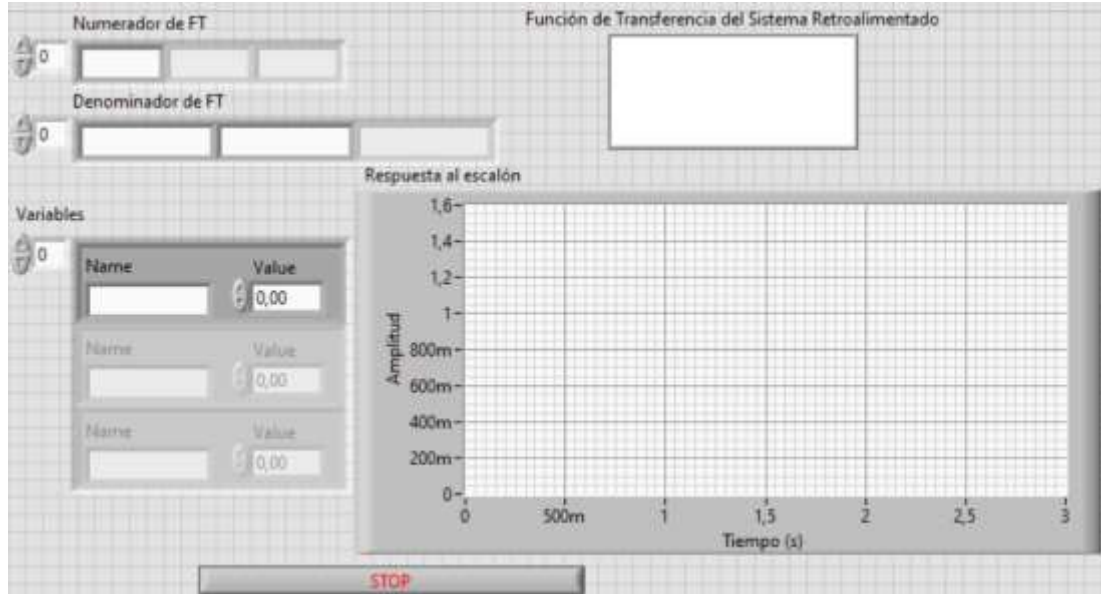 Numerador de FT
0
Función de Transferencia del Sistema Retroalimentado
Denominador de FT
0
Respuesta al escalón
Variables
0
Name Value
0,00
Name Value
0,00
Name Value
0,00
Amplitud
1,6
1,4
1,2
1
800m
600m
400m
200m
0
0 500m 1 1,5 2 2,5 3
Tiempo (s)
STOP